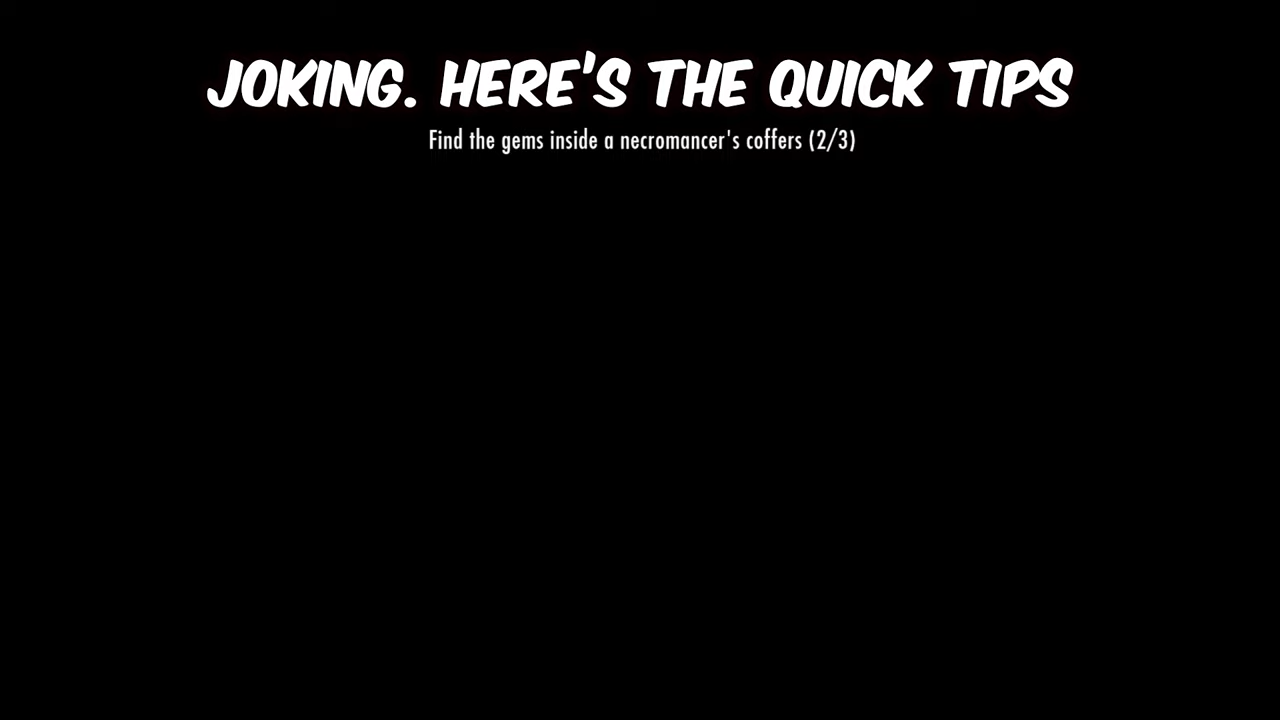 JOKING. HERE'S THE QUICK TIPS
Find the gems inside a necromancer's coffers (2/3)